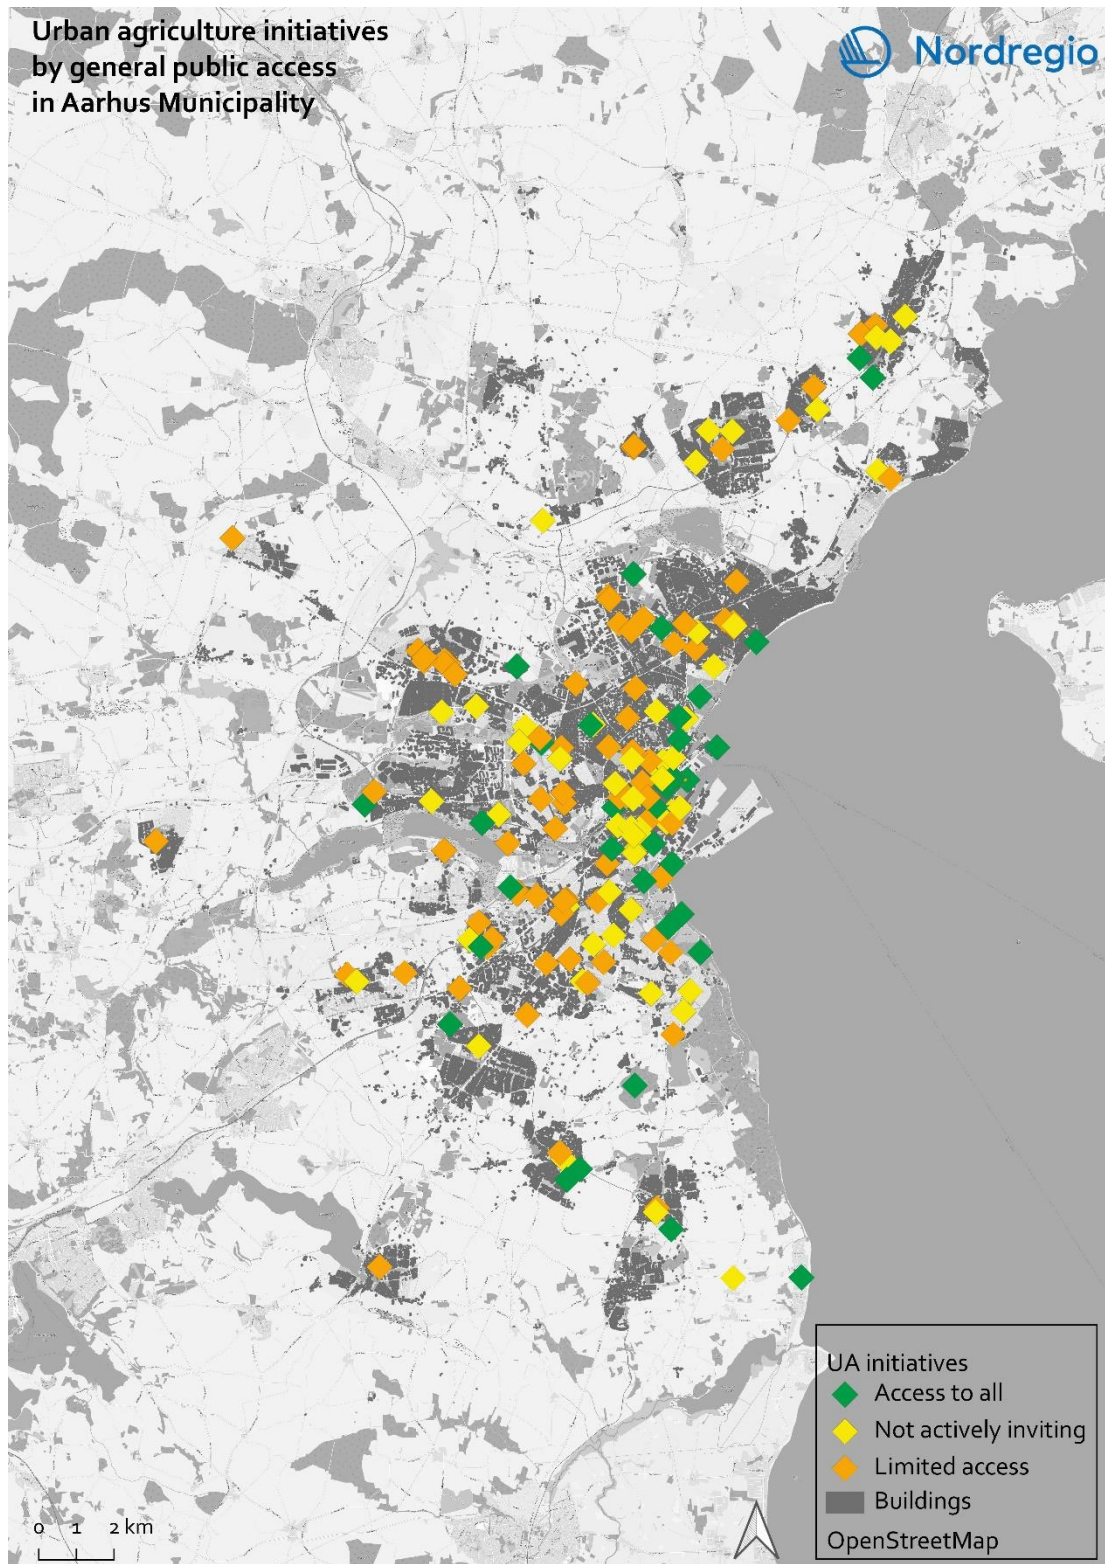 Urban agriculture initiatives
by general public access
in Aarhus Municipality
Nordregio
UA initiatives
Access to all
Not actively inviting
Limited access
Buildings
OpenStreetMap
0 1 2 km